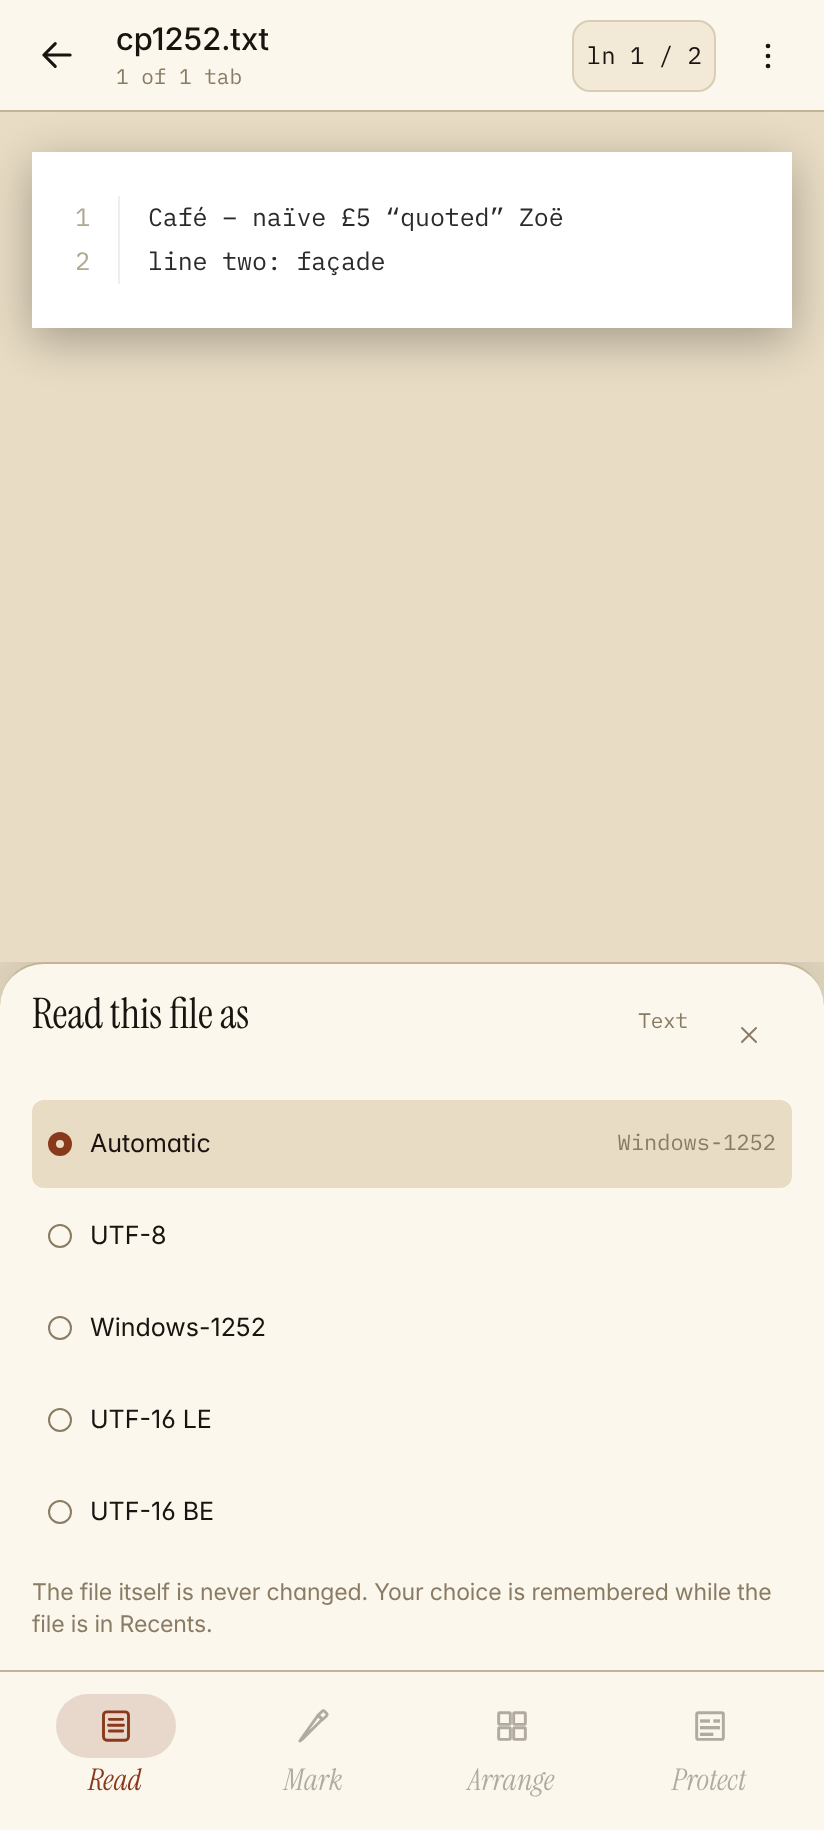 cp1252.txt
1 of 1 tab
ln 1 / 2
1 Café – naïve £5 “quoted” Zoë
2 line two: façade
Read this file as
Text
Automatic
Windows-1252
UTF-8
Windows-1252
UTF-16 LE
UTF-16 BE
The file itself is never changed. Your choice is remembered while the
file is in Recents.
Read
Mark
Arrange
Protect